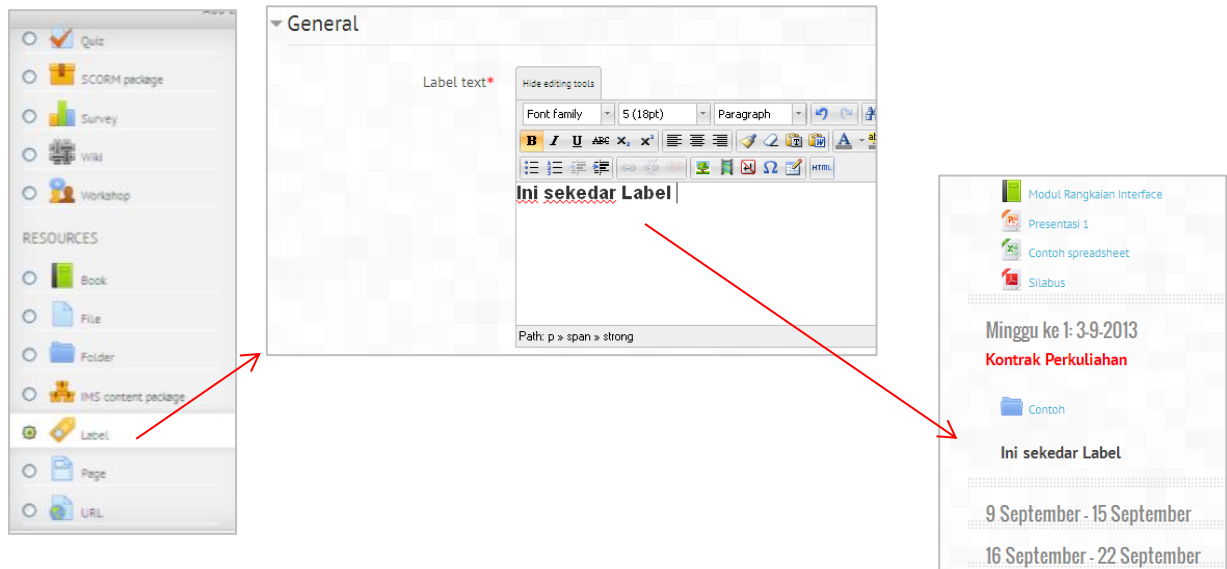 Quiz
SCORM package
Survey
Wiki
Workshop
RESOURCES
Book
File
Folder
IMS content package
Label
Page
URL
General
Label text*
Hide editing tools
Font family 5 (18pt) Paragraph
B I U ABC X₂ X² A
HTML
Ini sekedar Label
Path: p » span » strong
Modul Rangkaian Interface
Presentasi 1
Contoh spreadsheet
Silabus
Minggu ke 1: 3-9-2013
Kontrak Perkuliahan
Contoh
Ini sekedar Label
9 September - 15 September
16 September - 22 September